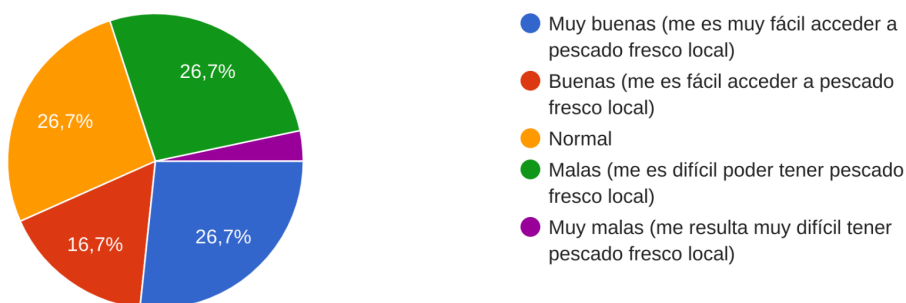 26,7%
26,7%
16,7%
26,7%
Muy buenas (me es muy fácil acceder a
pescado fresco local)
Buenas (me es fácil acceder a pescado
fresco local)
Normal
Malas (me es difícil poder tener pescado
fresco local)
Muy malas (me resulta muy difícil tener
pescado fresco local)